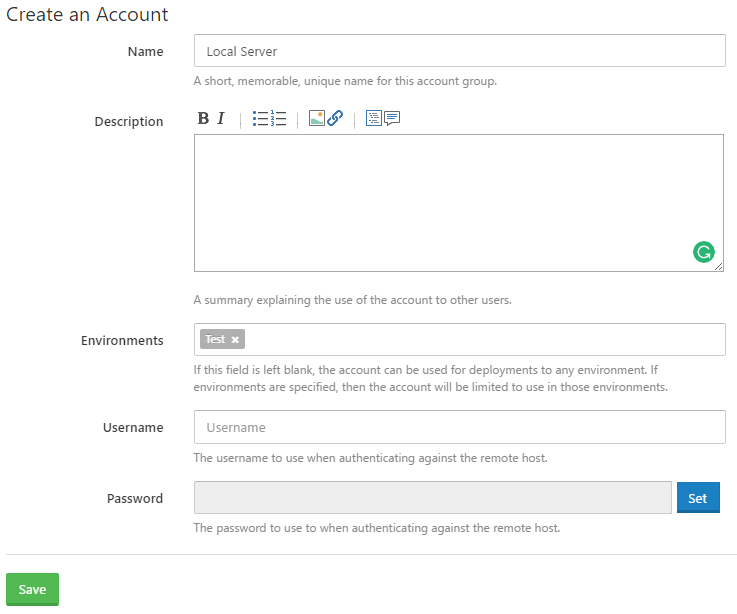 Create an Account
Name
Local Server
A short, memorable, unique name for this account group.
Description
B I
A summary explaining the use of the account to other users.
Environments
Test ×
If this field is left blank, the account can be used for deployments to any environment. If
environments are specified, then the account will be limited to use in those environments.
Username
Username
The username to use when authenticating against the remote host.
Password
Set
The password to use to when authenticating against the remote host.
Save